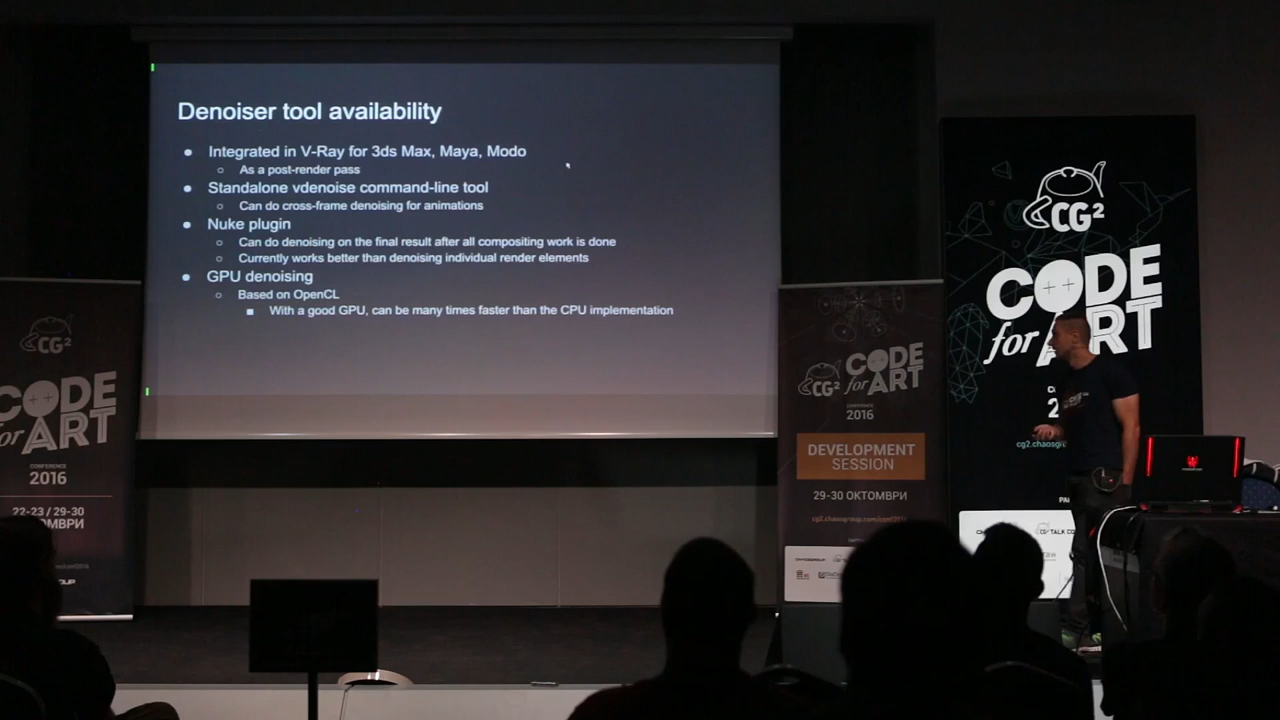 Denoiser tool availability
● Integrated in V-Ray for 3ds Max, Maya, Modo
○ As a post-render pass
● Standalone vdenoise command-line tool
○ Can do cross-frame denoising for animations
● Nuke plugin
○ Can do denoising on the final result after all compositing work is done
○ Currently works better than denoising individual render elements
● GPU denoising
○ Based on OpenCL
■ With a good GPU, can be many times faster than the CPU implementation
CG²
CODE
for ART
CONFERENCE
2016
22-23 / 29-30
CG²
CODE
for ART
CONFERENCE
2016
DEVELOPMENT
SESSION
29-30 ОКТОМВРИ
cg2.chaosgroup.com/conf2016
CG²
CODE
for ART
cg2.chaosgr
TALK